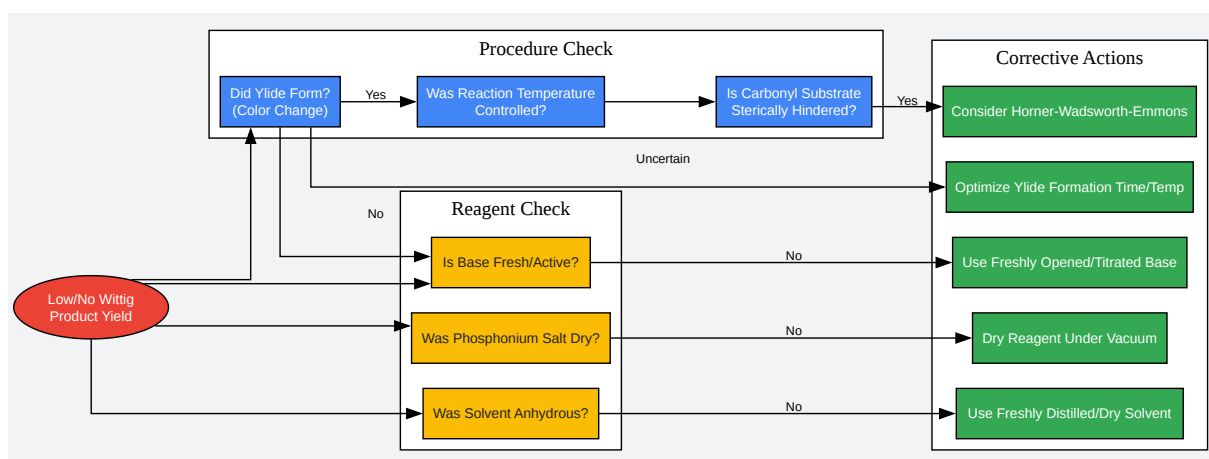 Procedure Check
Corrective Actions
Did Ylide Form?
(Color Change)
Yes
Was Reaction Temperature
Controlled?
Is Carbonyl Substrate
Sterically Hindered?
Yes
Consider Horner-Wadsworth-Emmons
Uncertain
Optimize Ylide Formation Time/Temp
No
Reagent Check
Is Base Fresh/Active?
No
Use Freshly Opened/Titrated Base
Low/No Wittig
Product Yield
Was Phosphonium Salt Dry?
No
Dry Reagent Under Vacuum
Was Solvent Anhydrous?
No
Use Freshly Distilled/Dry Solvent